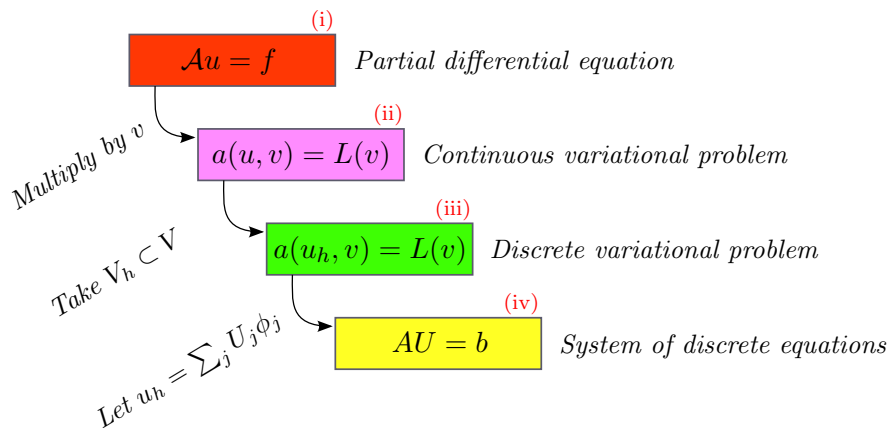 (i)
𝒜u = f Partial differential equation
Multiply by v
(ii)
a(u, v) = L(v) Continuous variational problem
Take V_h ⊂ V
(iii)
a(u_h, v) = L(v) Discrete variational problem
Let u_h = ∑_j U_j ϕ_j
(iv)
AU = b System of discrete equations